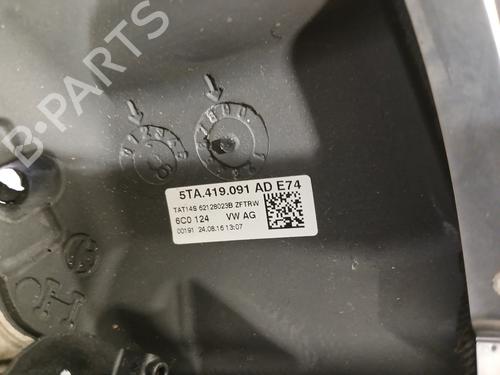 B-PARTS
5TA.419.091 AD E74
TAT14S 62128023B ZFTRW
6C0 124 VW AG
00191 24.08.16 13:07